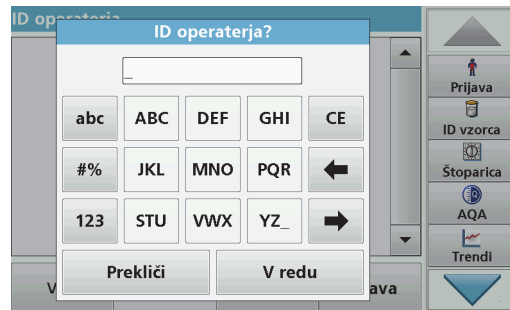 ID operaterja
ID operaterja?
_
abc ABC DEF GHI CE
#% JKL MNO PQR
123 STU VWX YZ_
Prekliči V redu
Prijava
ID vzorca
Štoparica
AQA
Trendi